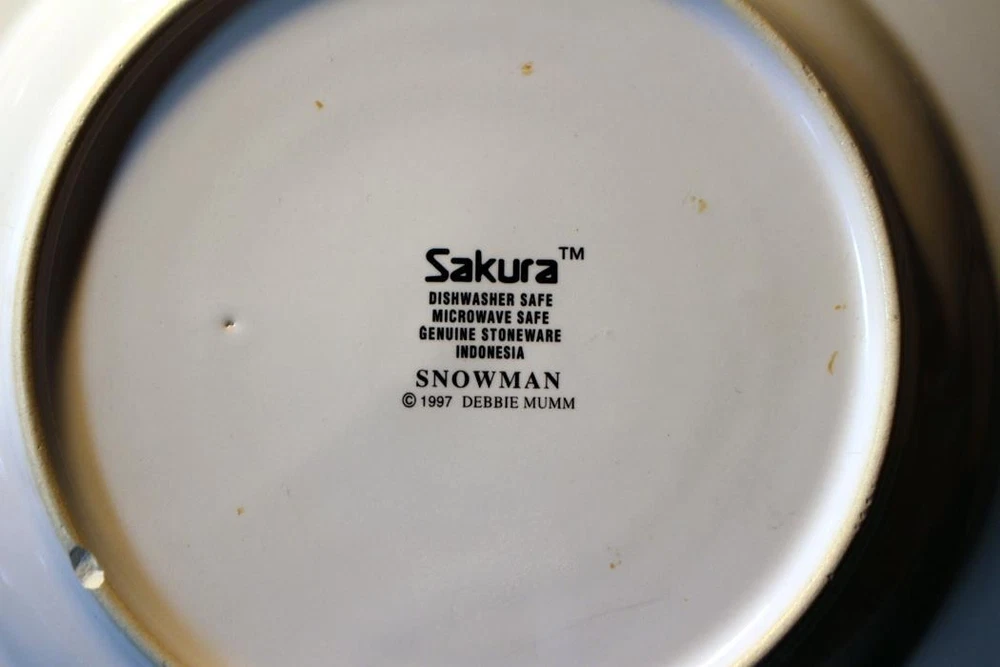 Sakura™
DISHWASHER SAFE
MICROWAVE SAFE
GENUINE STONEWARE
INDONESIA
SNOWMAN
© 1997 DEBBIE MUMM